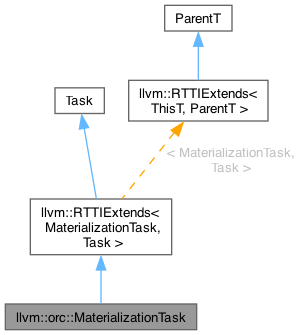 ParentT
Task
llvm::RTTIExtends<
ThisT, ParentT >
< MaterializationTask,
Task >
llvm::RTTIExtends<
MaterializationTask,
Task >
llvm::orc::MaterializationTask